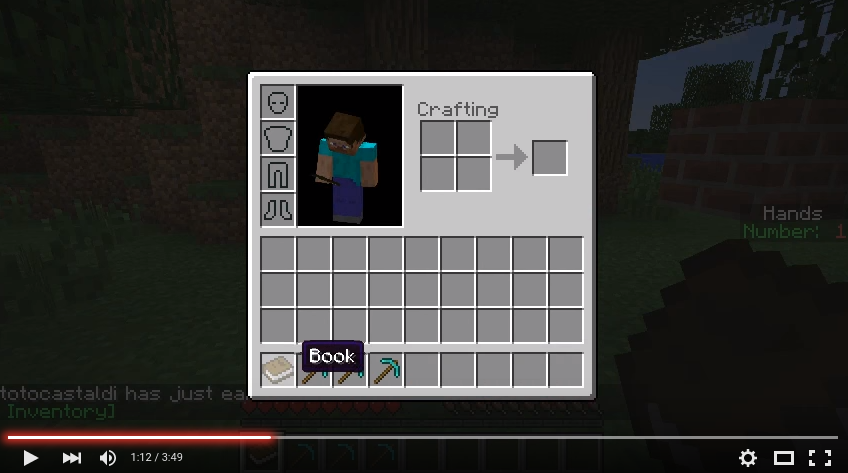 Crafting
Hands
Number: 1
Book
totocastaldi has just ea
Inventory]
1:12 / 3:49